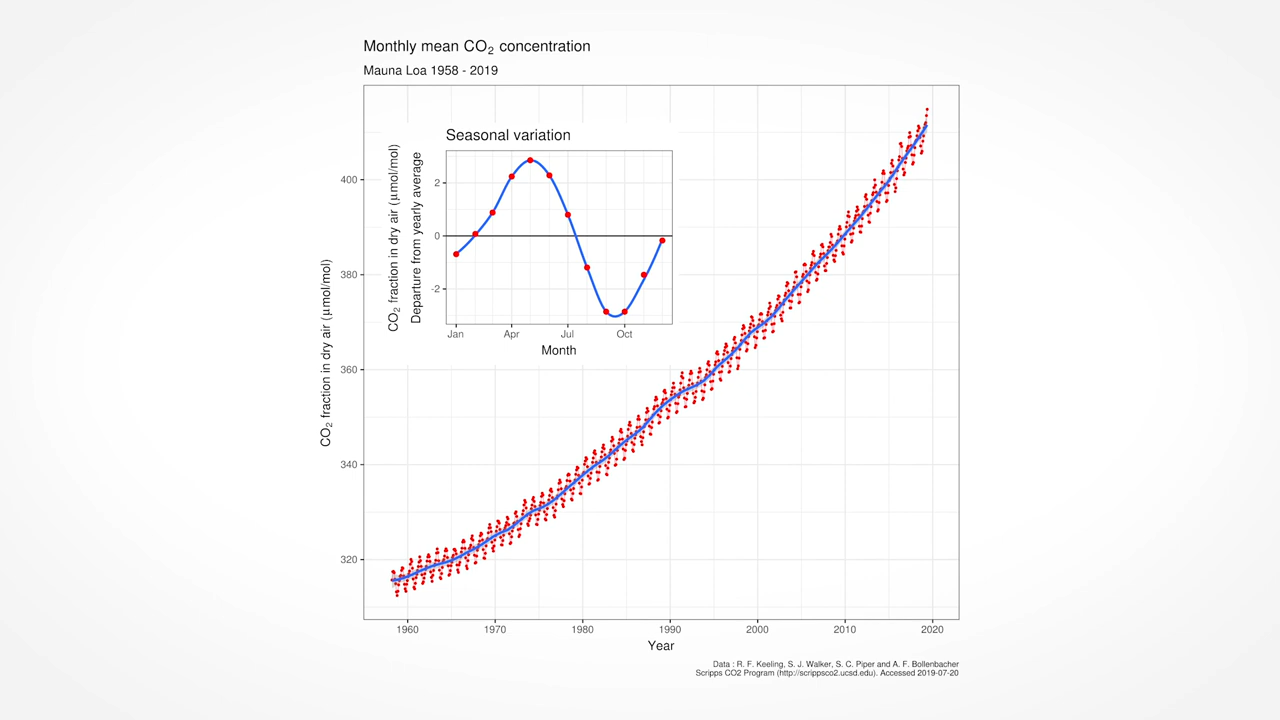 Monthly mean CO₂ concentration
Mauna Loa 1958 - 2019
Seasonal variation
CO₂ fraction in dry air (μmol/mol)
Departure from yearly average
2
0
-2
Jan Apr Jul Oct
Month
CO₂ fraction in dry air (μmol/mol)
400
380
360
340
320
1960 1970 1980 1990 2000 2010 2020
Year
Data : R. F. Keeling, S. J. Walker, S. C. Piper and A. F. Bollenbacher
Scripps CO2 Program (http://scrippsco2.ucsd.edu). Accessed 2019-07-20